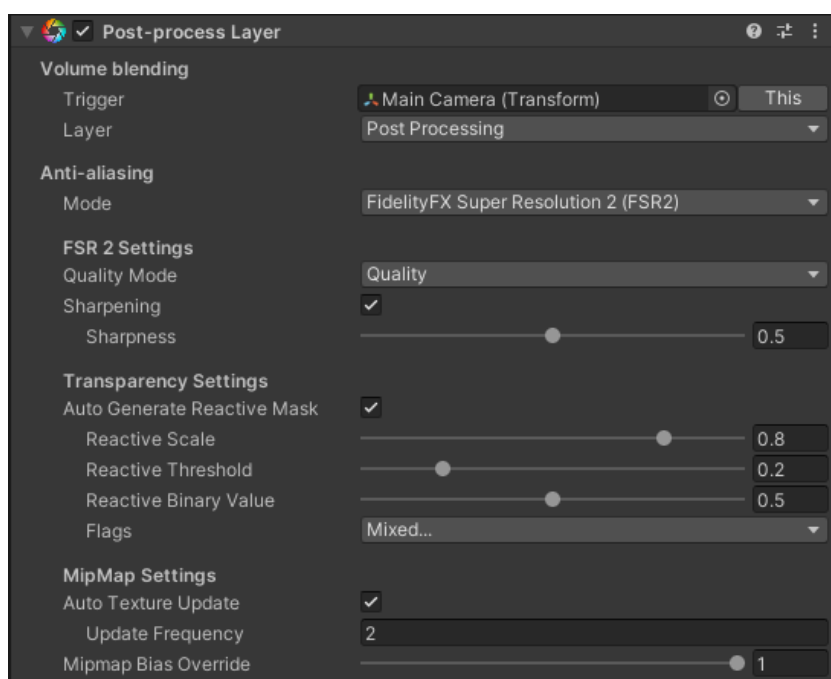 Post-process Layer
Volume blending
Trigger Main Camera (Transform) This
Layer Post Processing
Anti-aliasing
Mode FidelityFX Super Resolution 2 (FSR2)
FSR 2 Settings
Quality Mode Quality
Sharpening
Sharpness 0.5
Transparency Settings
Auto Generate Reactive Mask
Reactive Scale 0.8
Reactive Threshold 0.2
Reactive Binary Value 0.5
Flags Mixed...
MipMap Settings
Auto Texture Update
Update Frequency 2
Mipmap Bias Override 1